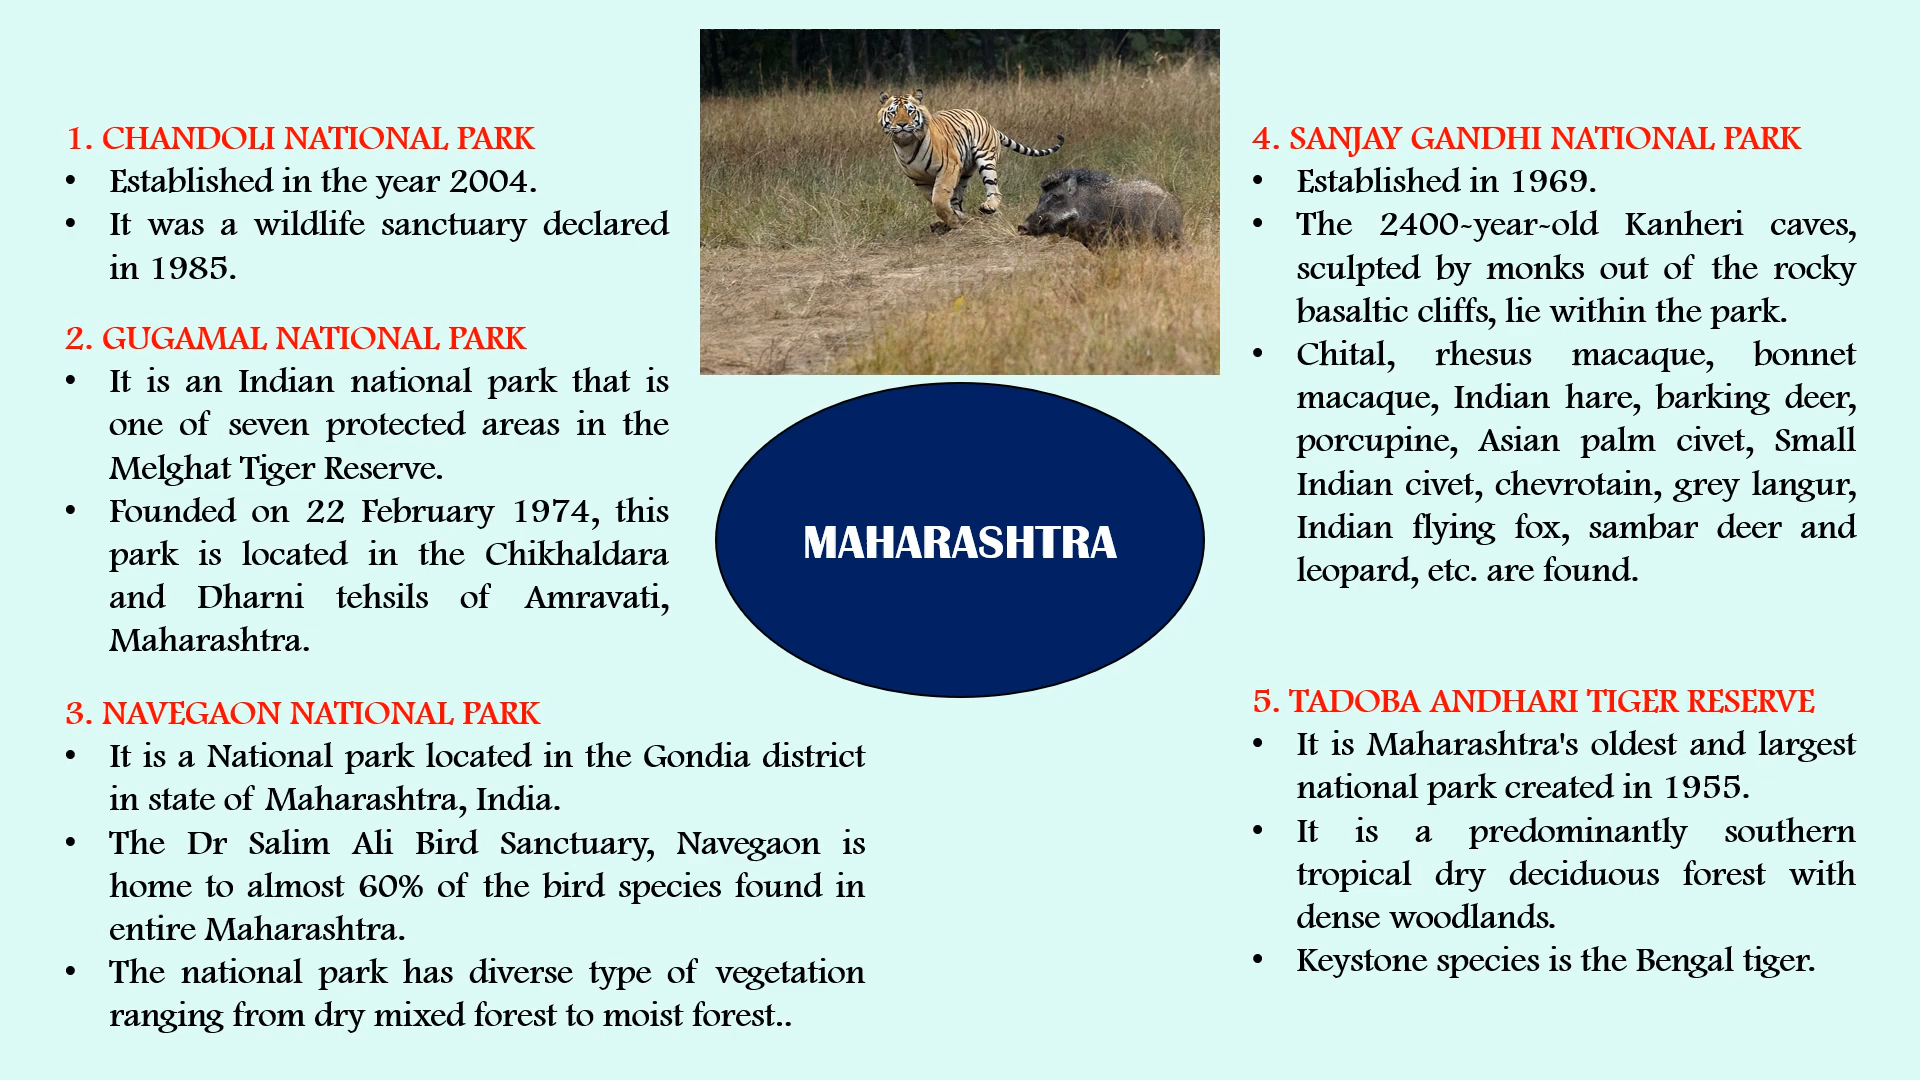 1. CHANDOLI NATIONAL PARK
• Established in the year 2004.
• It was a wildlife sanctuary declared
in 1985.
2. GUGAMAL NATIONAL PARK
• It is an Indian national park that is
one of seven protected areas in the
Melghat Tiger Reserve.
• Founded on 22 February 1974, this
park is located in the Chikhaldara
and Dharni tehsils of Amravati,
Maharashtra.
3. NAVEGAON NATIONAL PARK
• It is a National park located in the Gondia district
in state of Maharashtra, India.
• The Dr Salim Ali Bird Sanctuary, Navegaon is
home to almost 60% of the bird species found in
entire Maharashtra.
• The national park has diverse type of vegetation
ranging from dry mixed forest to moist forest..
MAHARASHTRA
4. SANJAY GANDHI NATIONAL PARK
• Established in 1969.
• The 2400-year-old Kanheri caves,
sculpted by monks out of the rocky
basaltic cliffs, lie within the park.
• Chital, rhesus macaque, bonnet
macaque, Indian hare, barking deer,
porcupine, Asian palm civet, Small
Indian civet, chevrotain, grey langur,
Indian flying fox, sambar deer and
leopard, etc. are found.
5. TADOBA ANDHARI TIGER RESERVE
• It is Maharashtra's oldest and largest
national park created in 1955.
• It is a predominantly southern
tropical dry deciduous forest with
dense woodlands.
• Keystone species is the Bengal tiger.